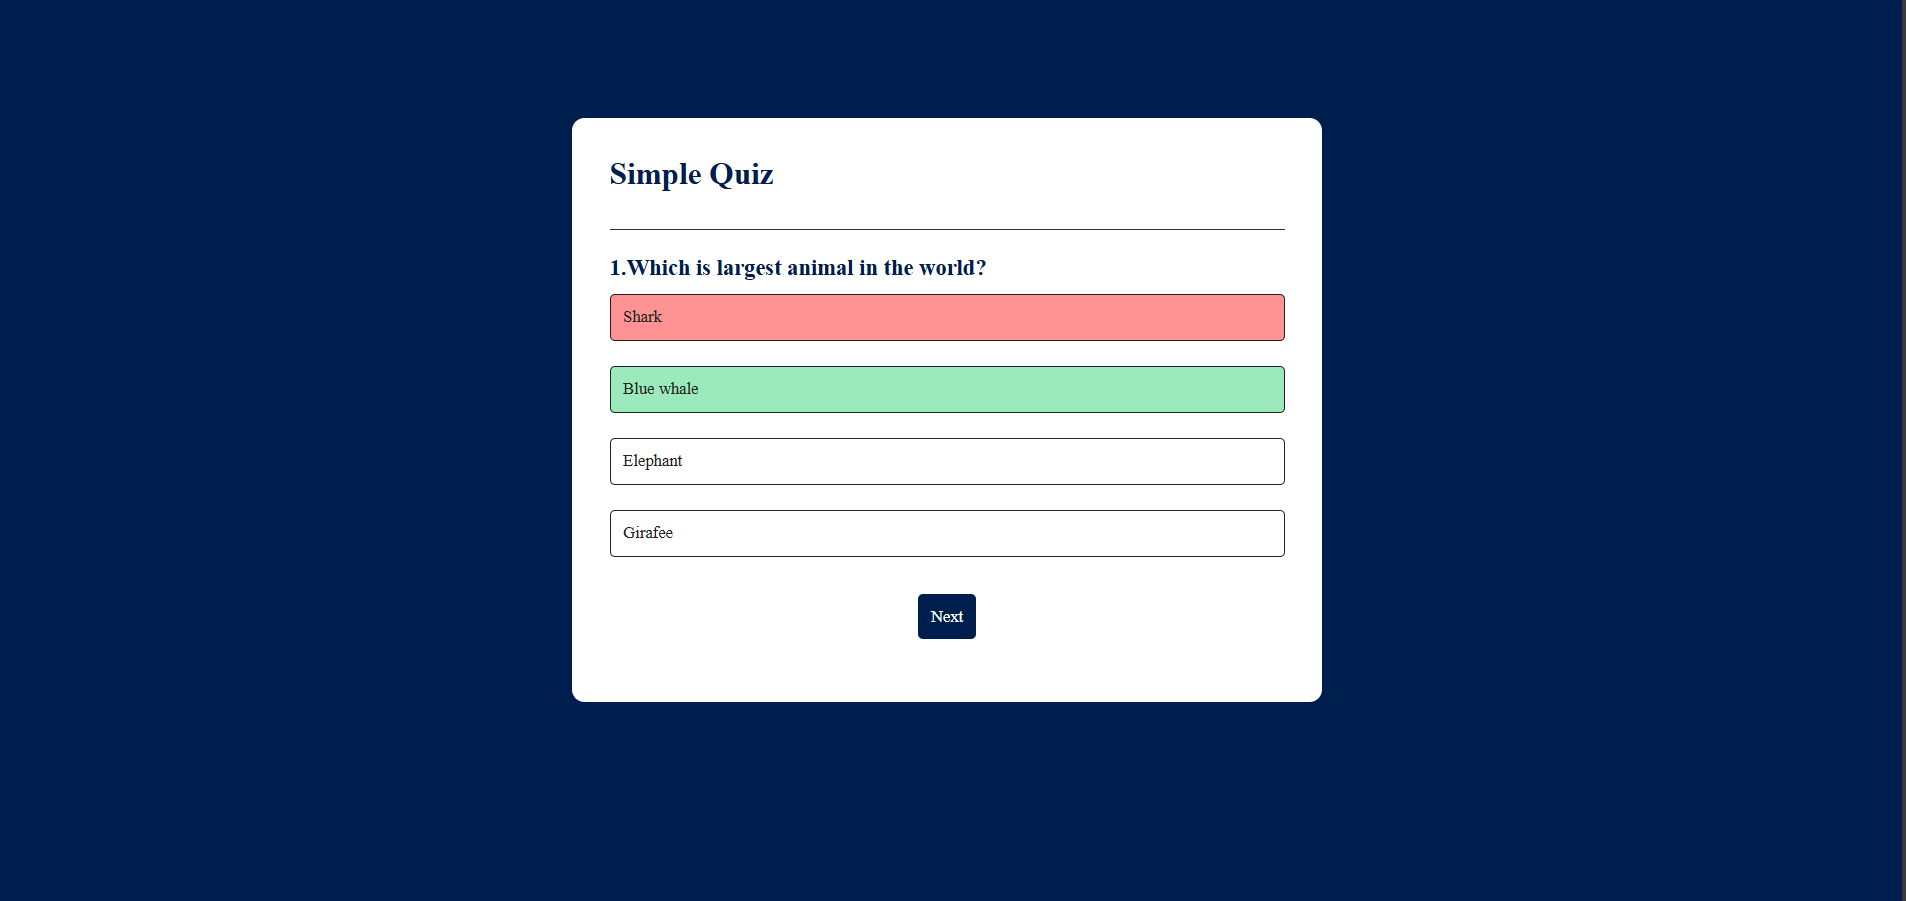 Simple Quiz
1.Which is largest animal in the world?
Shark
Blue whale
Elephant
Girafee
Next